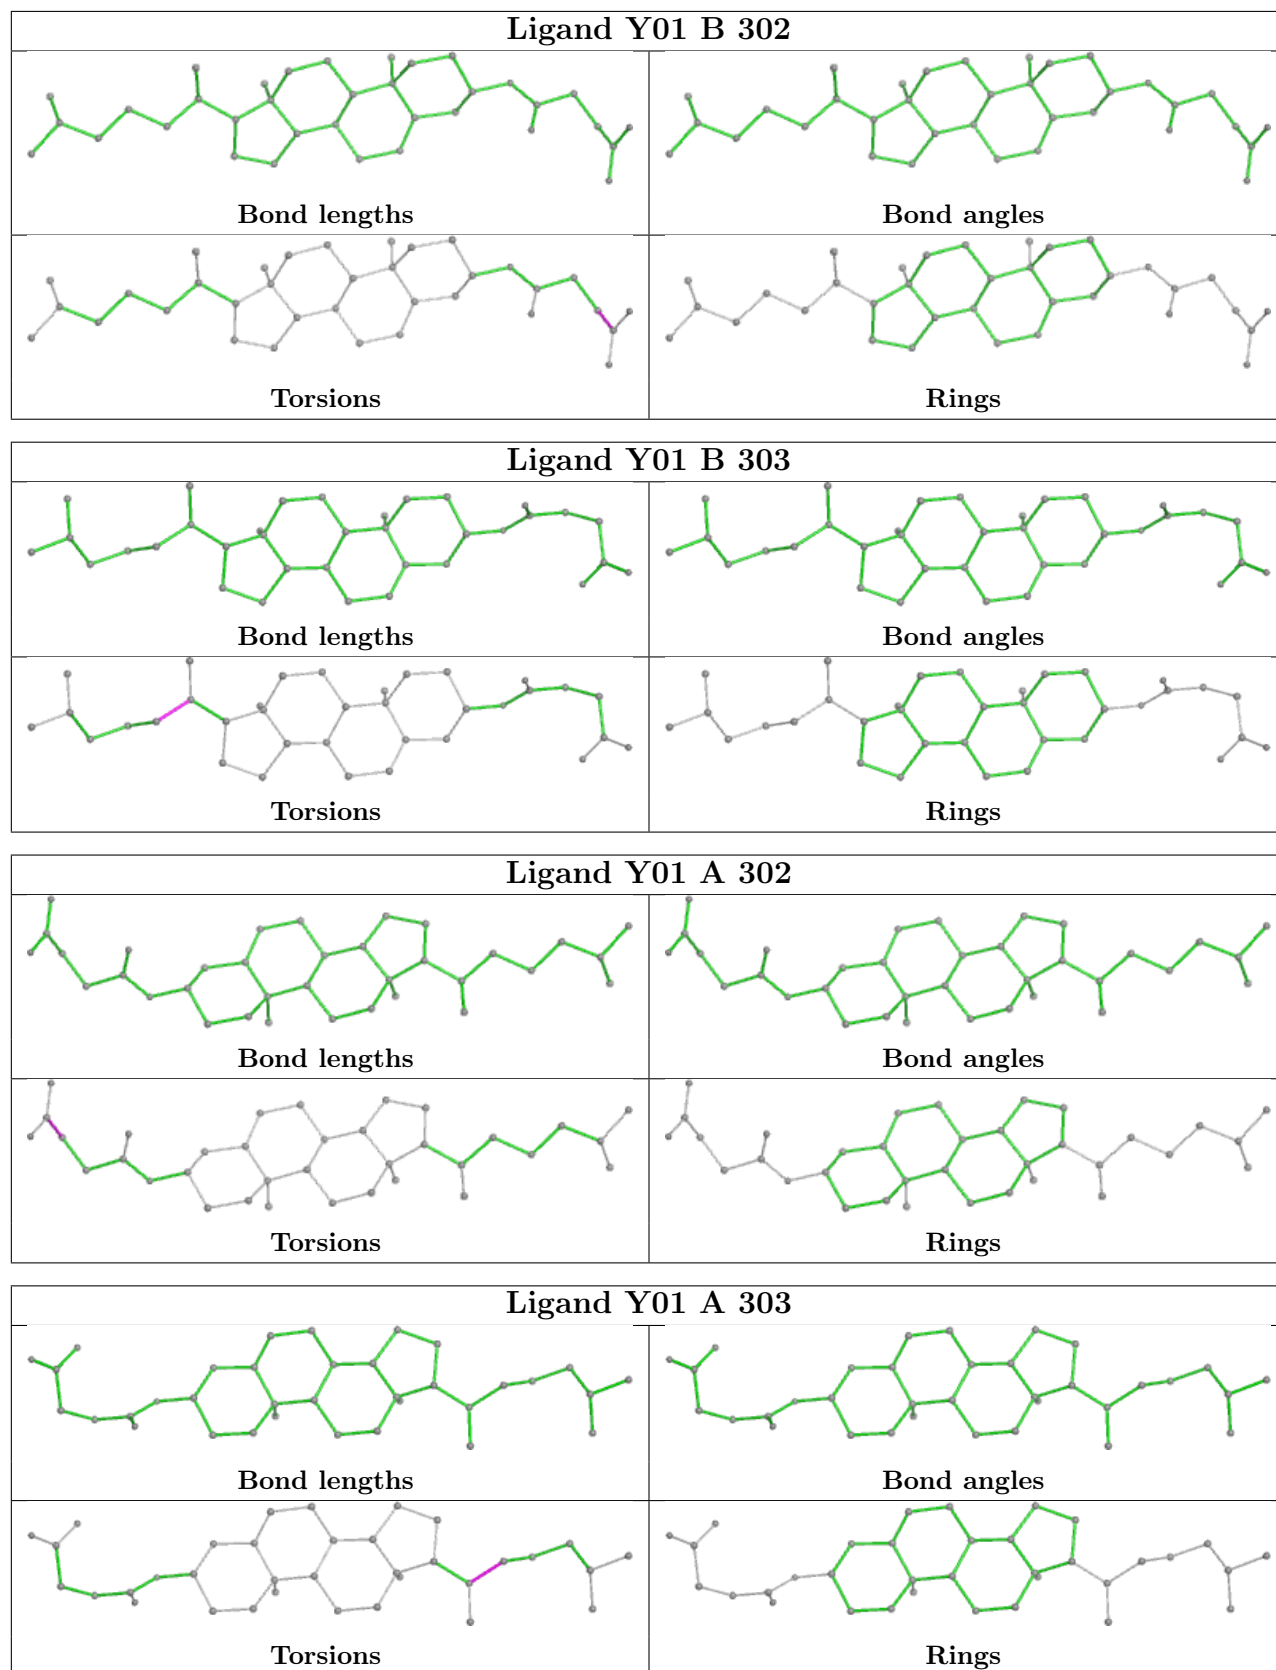 Ligand Y01 B 302
Bond lengths
Bond angles
Torsions
Rings
Ligand Y01 B 303
Bond lengths
Bond angles
Torsions
Rings
Ligand Y01 A 302
Bond lengths
Bond angles
Torsions
Rings
Ligand Y01 A 303
Bond lengths
Bond angles
Torsions
Rings